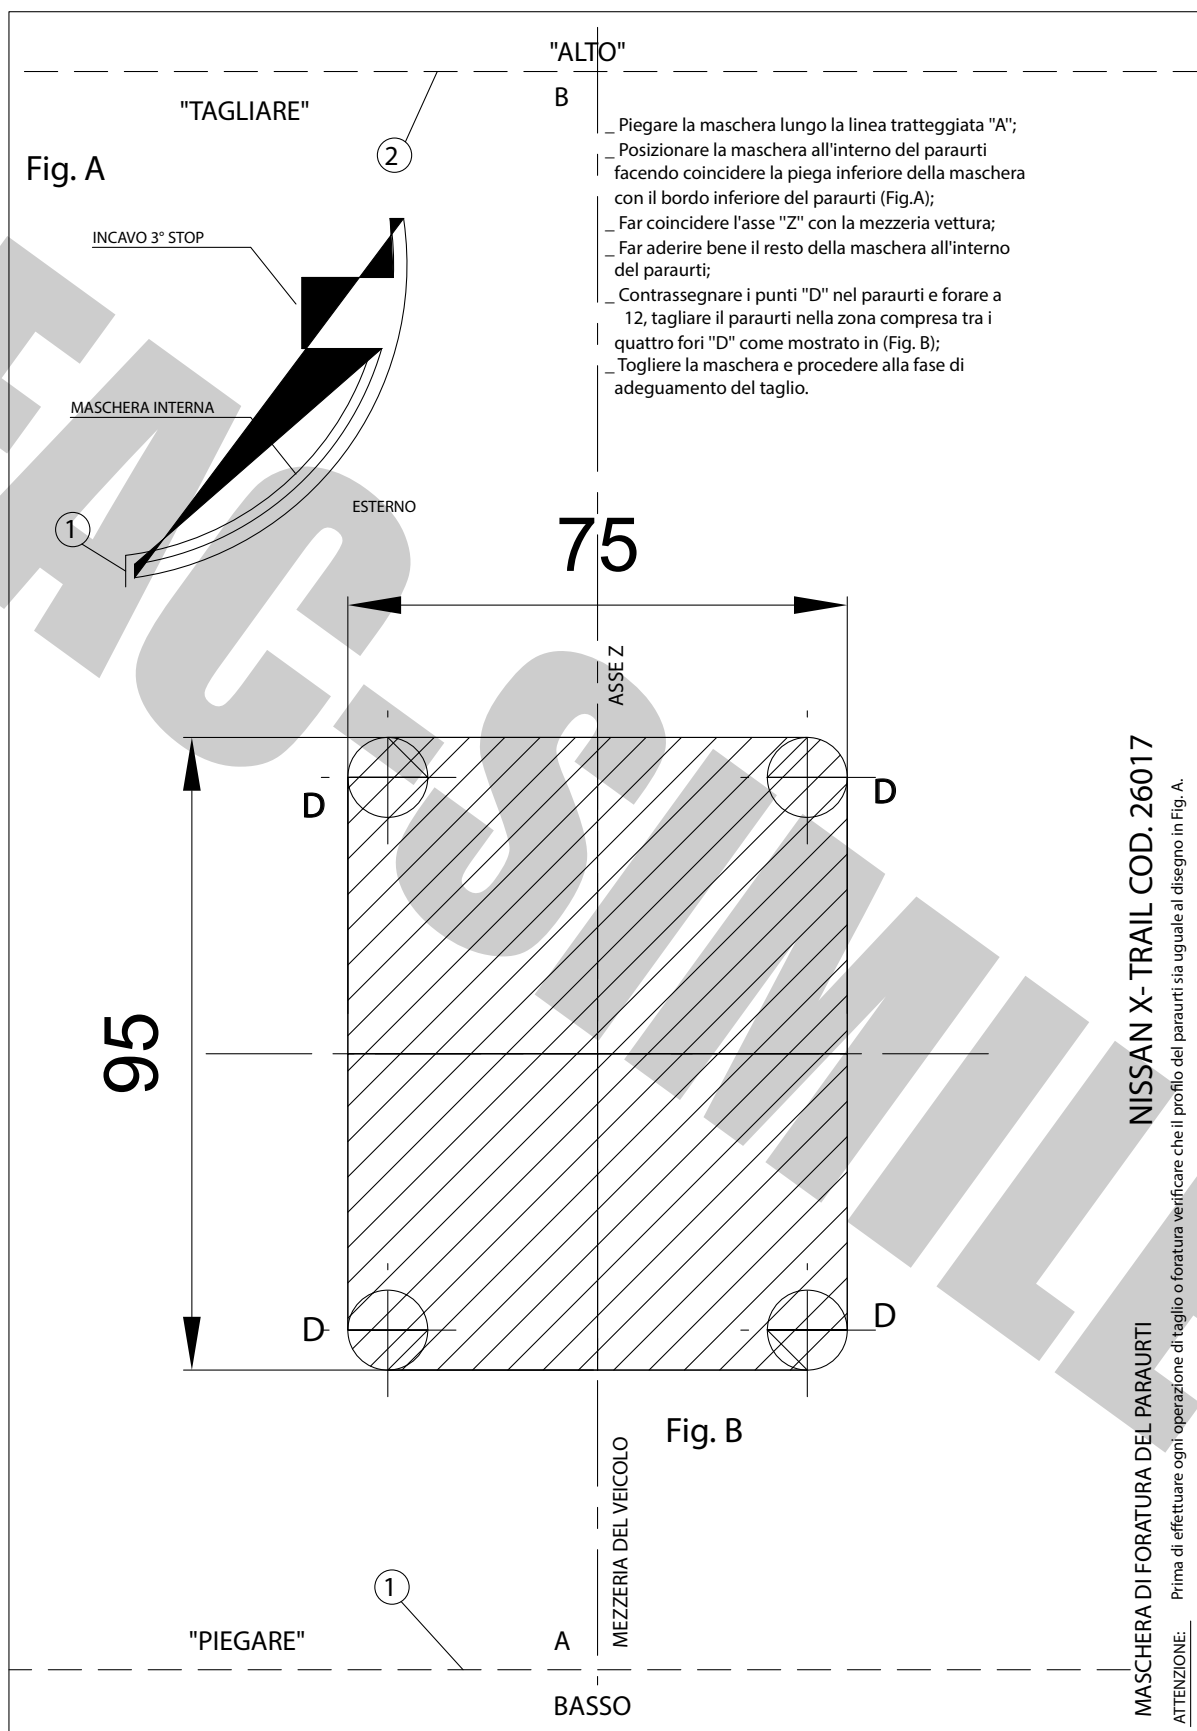 "ALTO"
"TAGLIARE"
B
2
Fig. A
_ Piegare la maschera lungo la linea tratteggiata "A";
_ Posizionare la maschera all'interno del paraurti
facendo coincidere la piega inferiore della maschera
con il bordo inferiore del paraurti (Fig.A);
_ Far coincidere l'asse "Z" con la mezzeria vettura;
_ Far aderire bene il resto della maschera all'interno
del paraurti;
_ Contrassegnare i punti "D" nel paraurti e forare a
12, tagliare il paraurti nella zona compresa tra i
quattro fori "D" come mostrato in (Fig. B);
_ Togliere la maschera e procedere alla fase di
adeguamento del taglio.
INCAVO 3° STOP
MASCHERA INTERNA
ESTERNO
1
75
ASSE Z
D
D
95
D
D
Fig. B
MEZZERIA DEL VEICOLO
1
"PIEGARE"
A
BASSO
MASCHERA DI FORATURA DEL PARAURTI
NISSAN X- TRAIL COD. 26017
ATTENZIONE: Prima di effettuare ogni operazione di taglio o foratura verificare che il profilo del paraurti sia uguale al disegno in Fig. A.
FAC-SIMILE